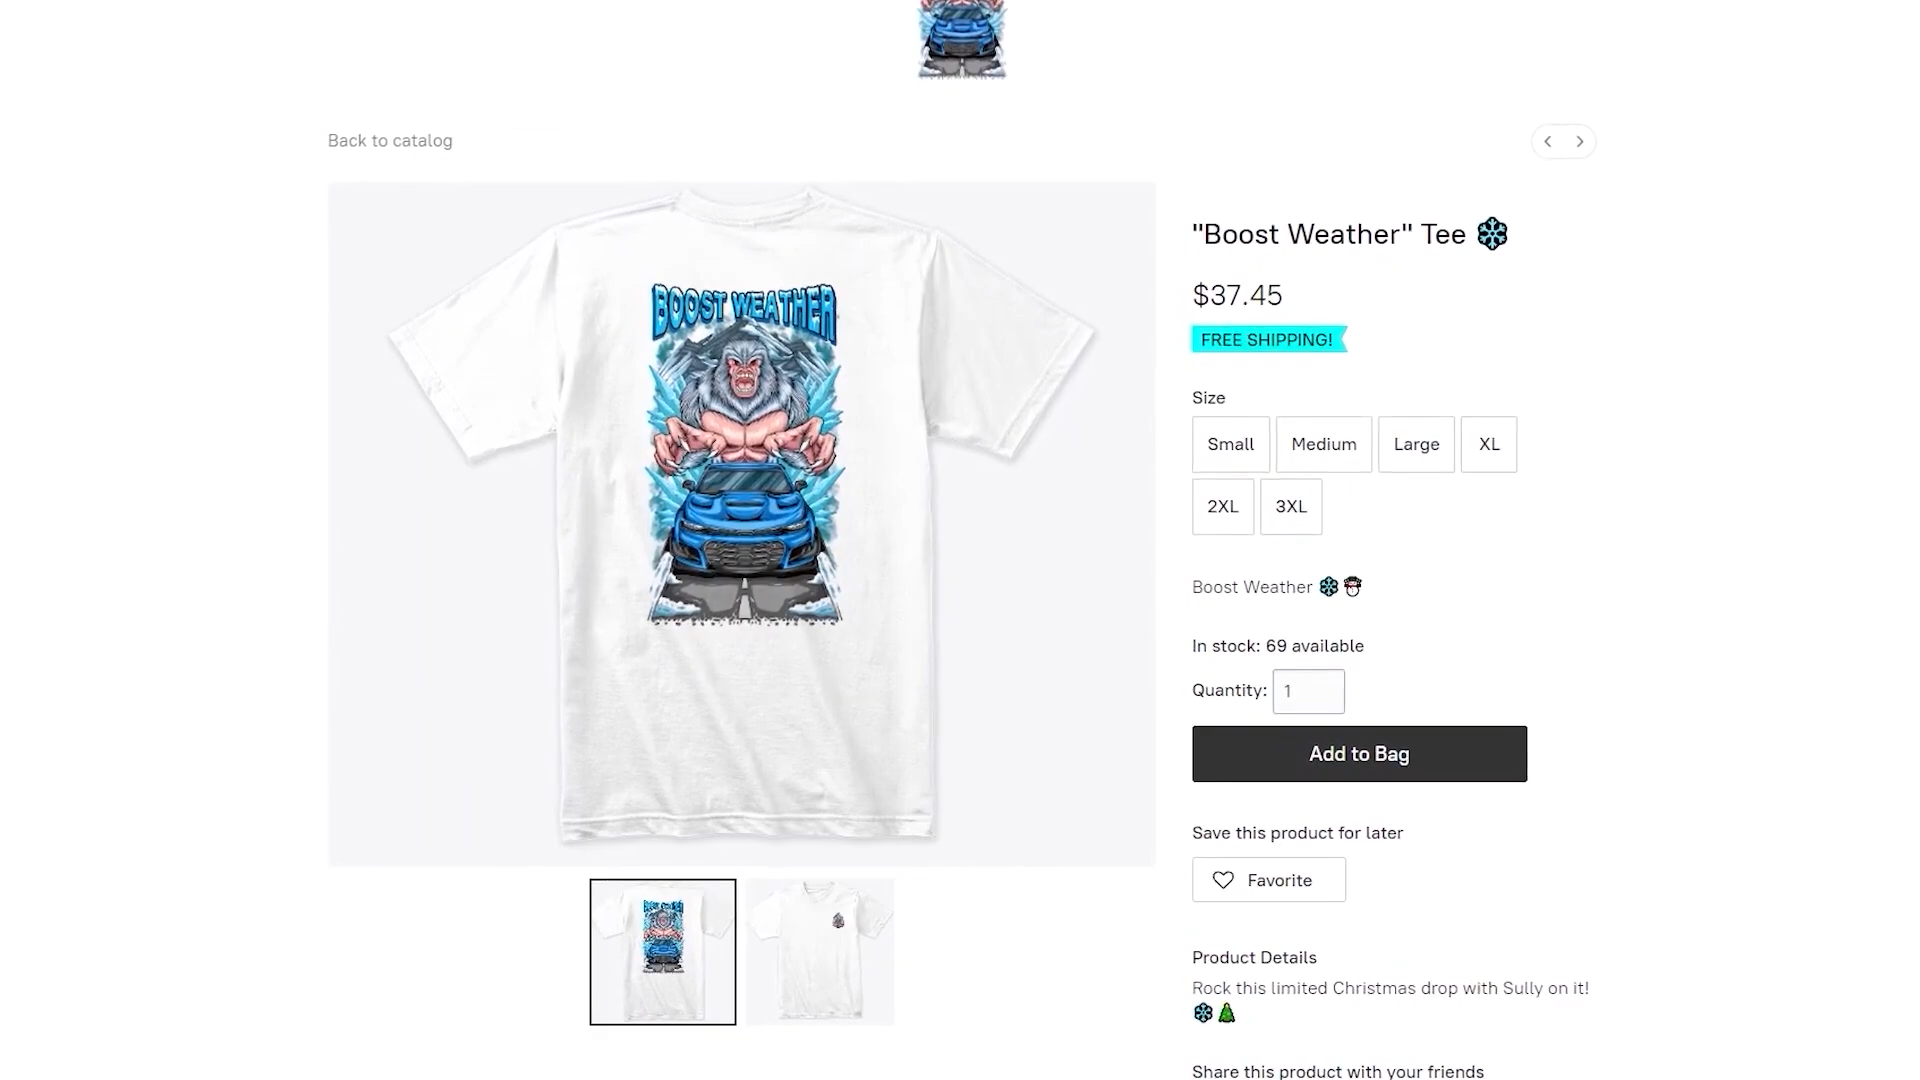 Back to catalog
BOOST WEATHER
"Boost Weather" Tee
$37.45
FREE SHIPPING!
Size
Small
Medium
Large
XL
2XL
3XL
Boost Weather
In stock: 69 available
Quantity: 1
Add to Bag
Save this product for later
Favorite
Product Details
Rock this limited Christmas drop with Sully on it!
Share this product with your friends